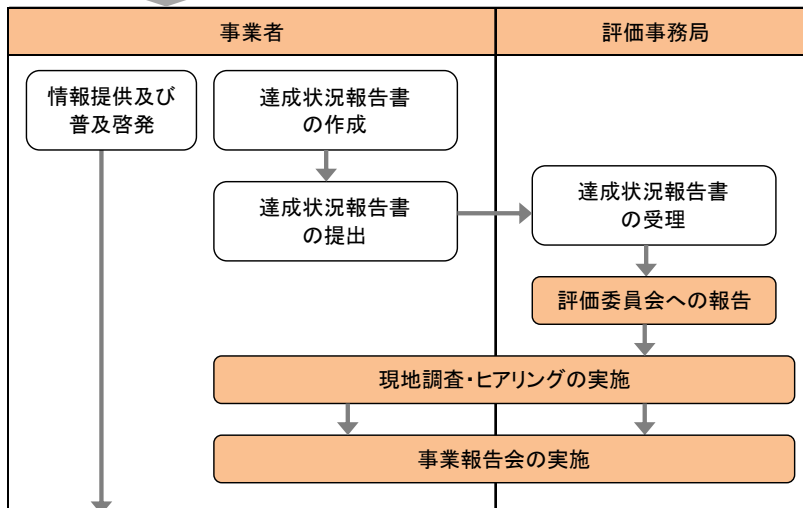 事業者
評価事務局
情報提供及び
普及啓発
達成状況報告書
の作成
達成状況報告書
の提出
達成状況報告書
の受理
評価委員会への報告
現地調査・ヒアリングの実施
事業報告会の実施